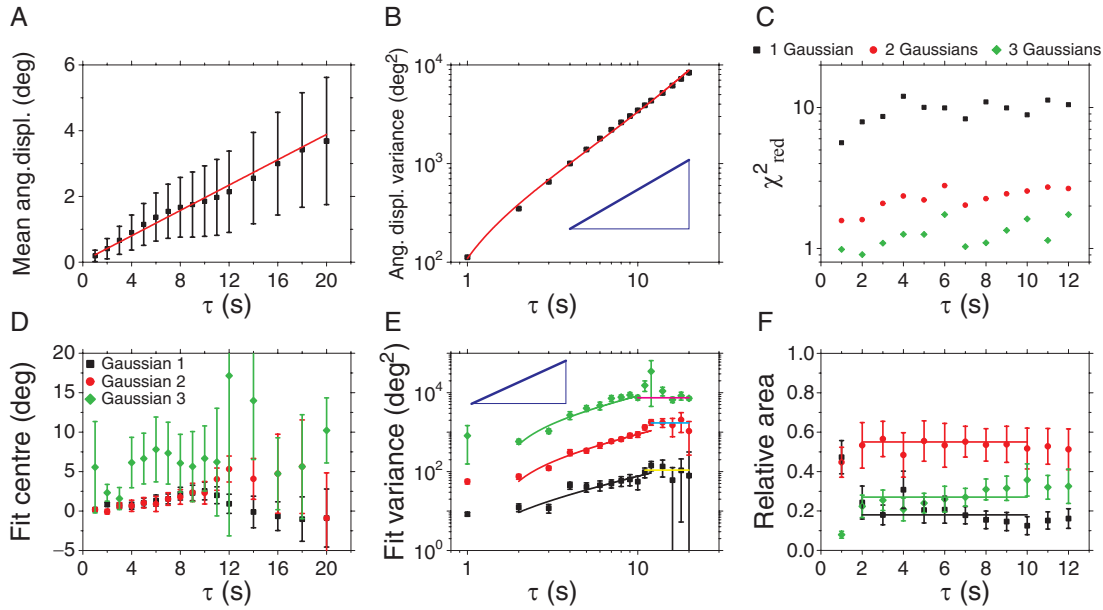 A
Mean ang.displ. (deg)
6
4
2
0
0 4 8 12 16 20
τ (s)
B
Ang. displ. variance (deg²)
10⁴
10³
10²
1 10
τ (s)
C
1 Gaussian 2 Gaussians 3 Gaussians
χ²red
10
1
0 2 4 6 8 10 12
τ (s)
D
Fit centre (deg)
20
15
10
5
0
−5
Gaussian 1
Gaussian 2
Gaussian 3
0 4 8 12 16 20
τ (s)
E
Fit variance (deg²)
10⁴
10²
10⁰
1 10
τ (s)
F
Relative area
1.0
0.8
0.6
0.4
0.2
0.0
0 2 4 6 8 10 12
τ (s)